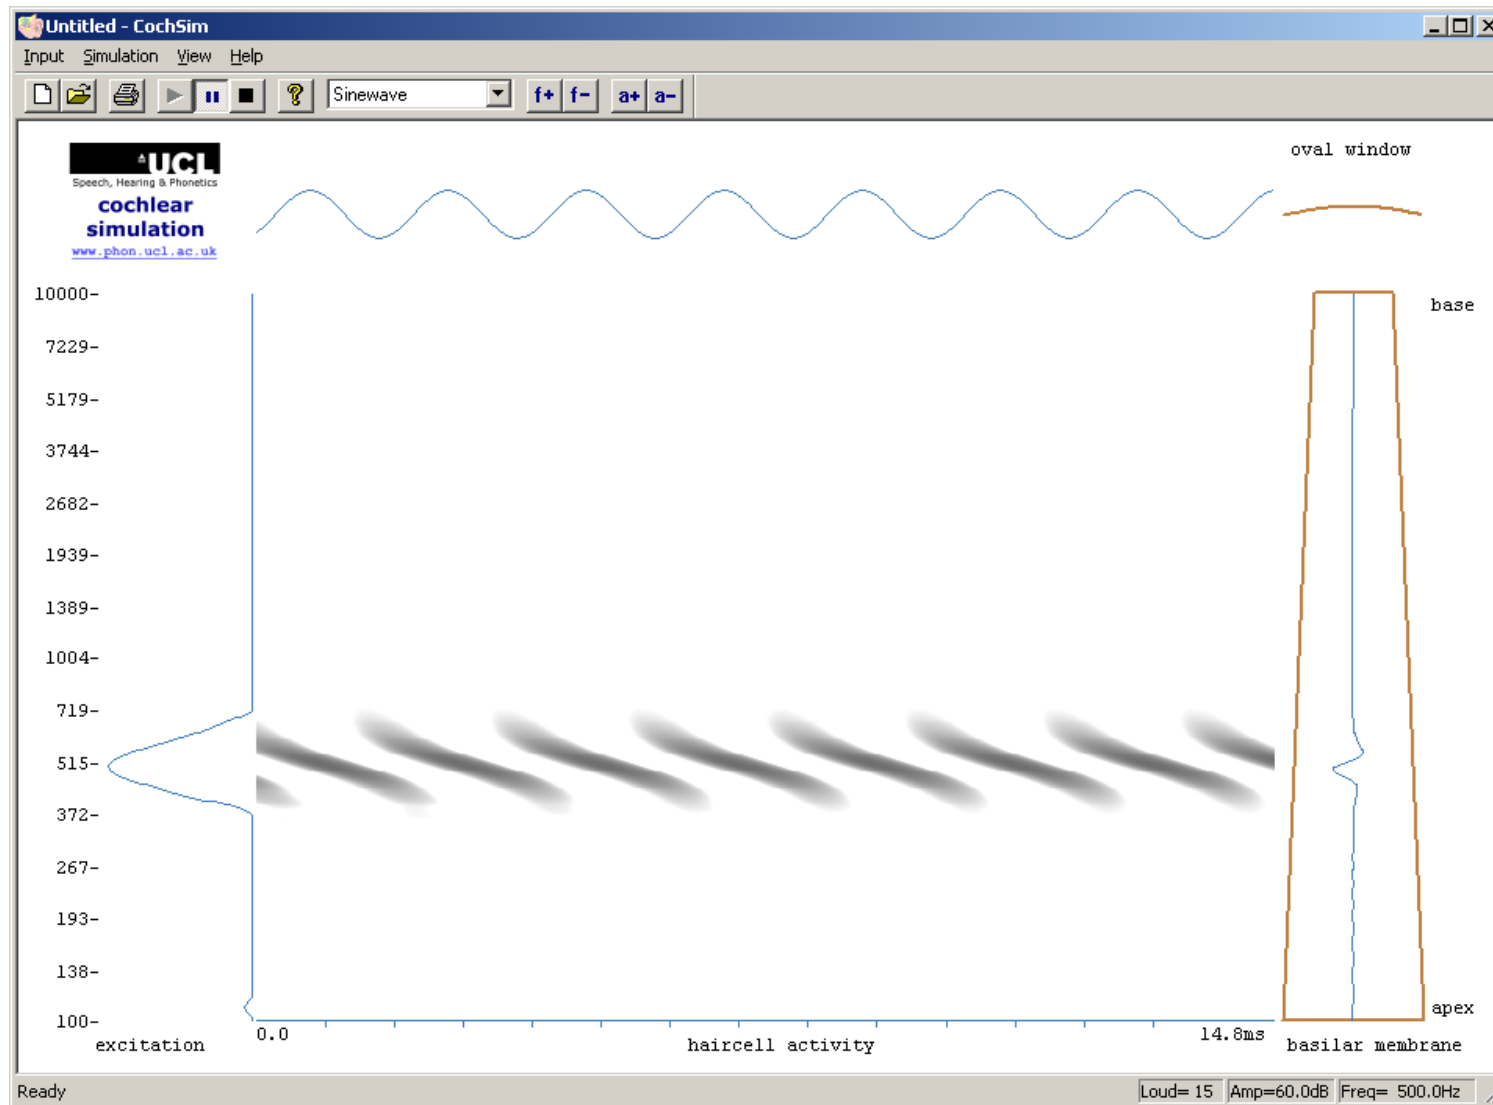 Untitled - CochSim
Input Simulation View Help
Sinewave f+ f- a+ a-
UCL
Speech, Hearing & Phonetics
cochlear
simulation
www.phon.ucl.ac.uk
oval window
10000-
base
7229-
5179-
3744-
2682-
1939-
1389-
1004-
719-
515-
372-
267-
193-
138-
100-
apex
0.0 14.8ms
excitation haircell activity basilar membrane
Ready Loud= 15 Amp=60.0dB Freq= 500.0Hz